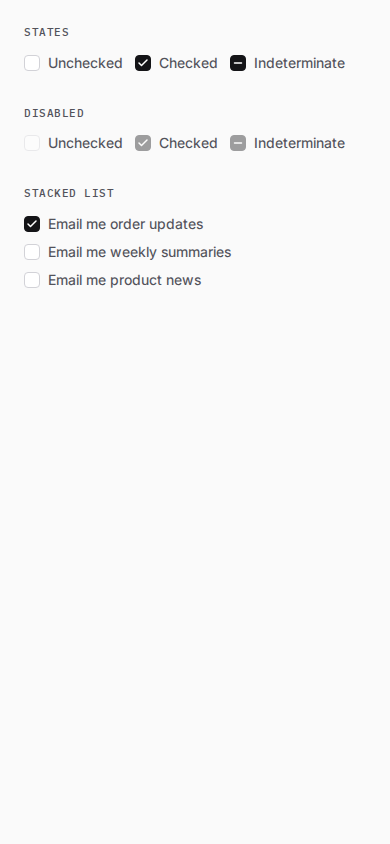 STATES
Unchecked Checked Indeterminate
DISABLED
Unchecked Checked Indeterminate
STACKED LIST
Email me order updates
Email me weekly summaries
Email me product news